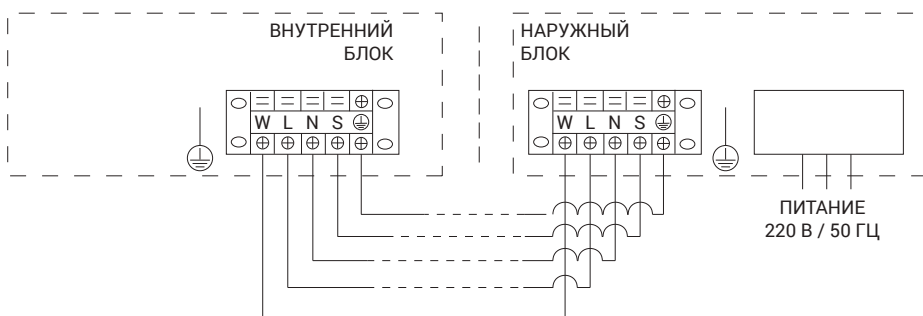 ВНУТРЕННИЙ
БЛОК
НАРУЖНЫЙ
БЛОК
W L N S
W L N S
ПИТАНИЕ
220 В / 50 ГЦ